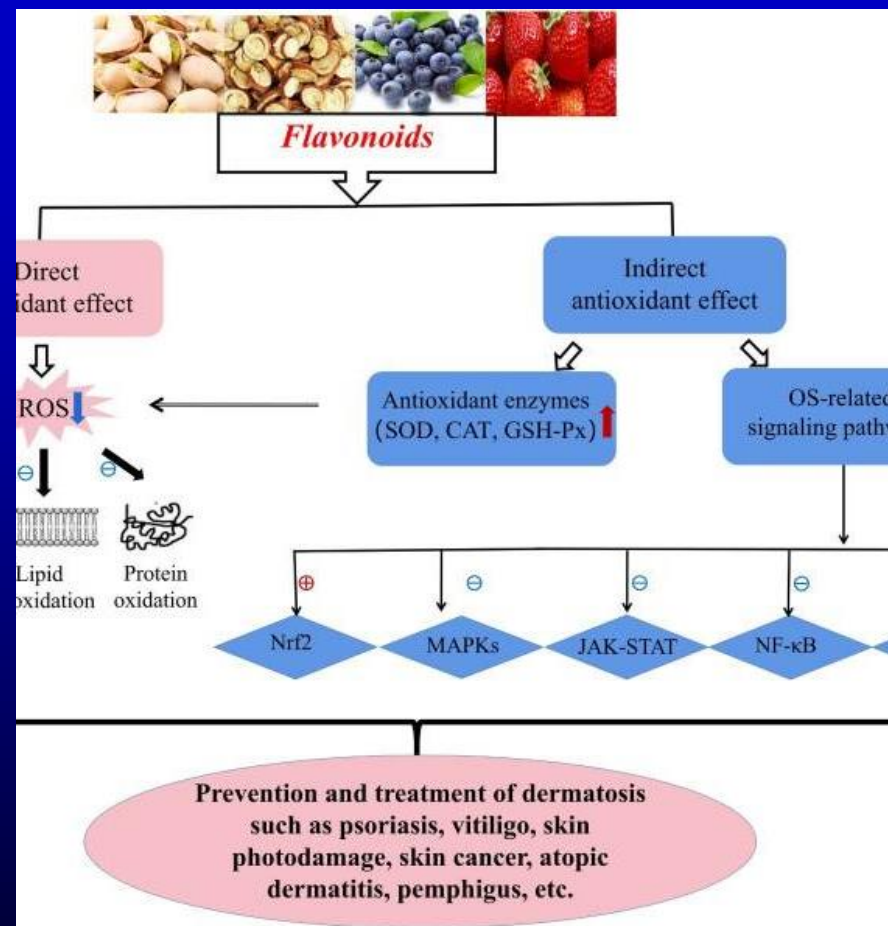 Flavonoids
Direct
idant effect
Indirect
antioxidant effect
ROS
Antioxidant enzymes
(SOD, CAT, GSH-Px)
OS-related
signaling pathw
Lipid
oxidation
Protein
oxidation
Nrf2
MAPKs
JAK-STAT
NF-κB
Prevention and treatment of dermatosis
such as psoriasis, vitiligo, skin
photodamage, skin cancer, atopic
dermatitis, pemphigus, etc.